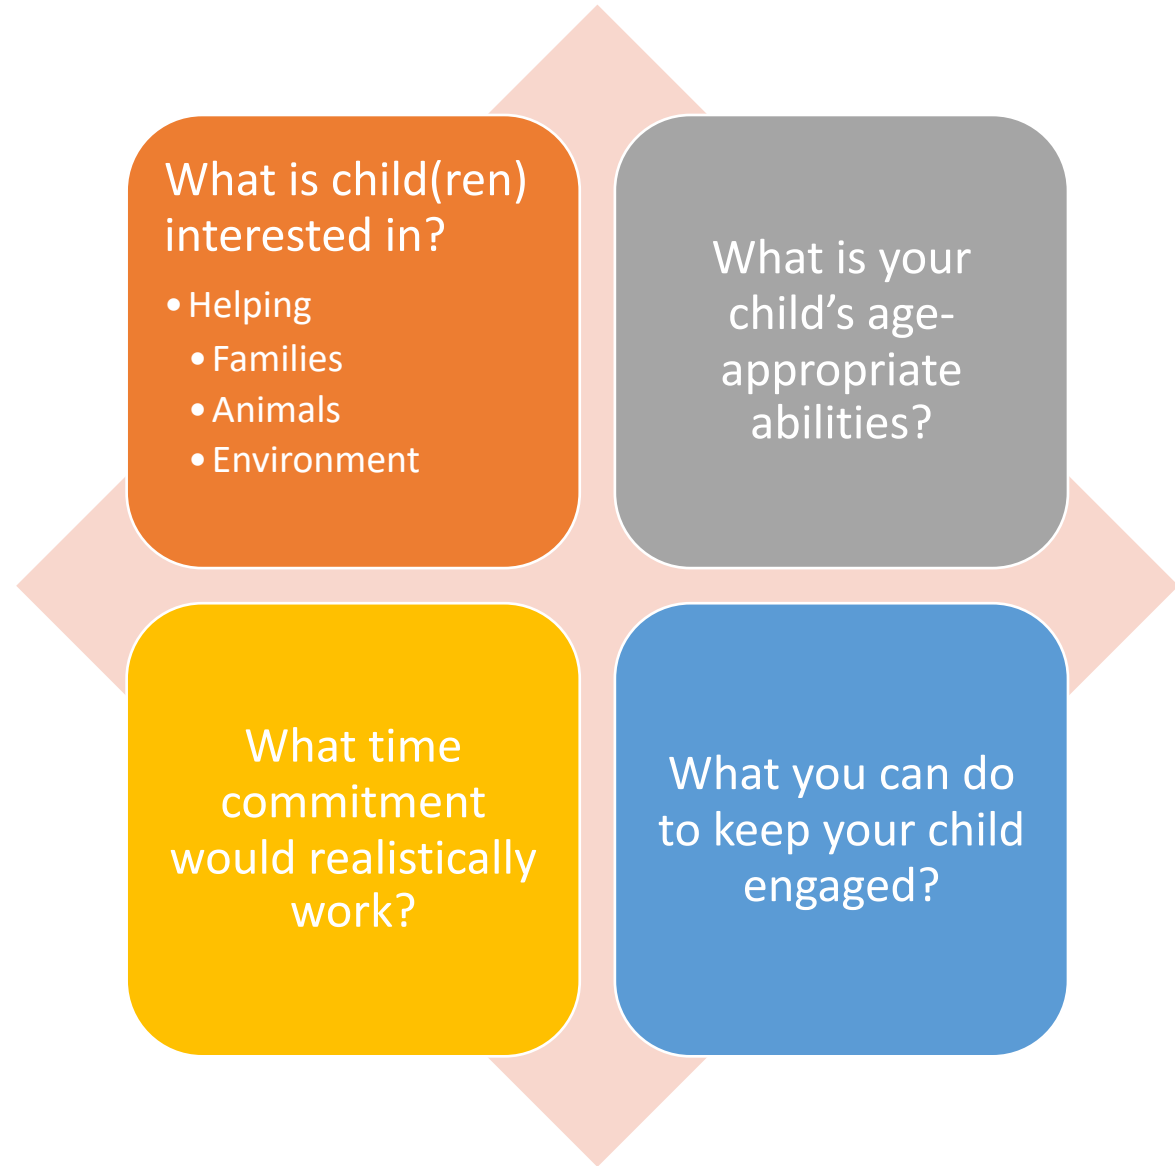 What is child(ren)
interested in?
• Helping
• Families
• Animals
• Environment
What is your
child’s age-
appropriate
abilities?
What time
commitment
would realistically
work?
What you can do
to keep your child
engaged?